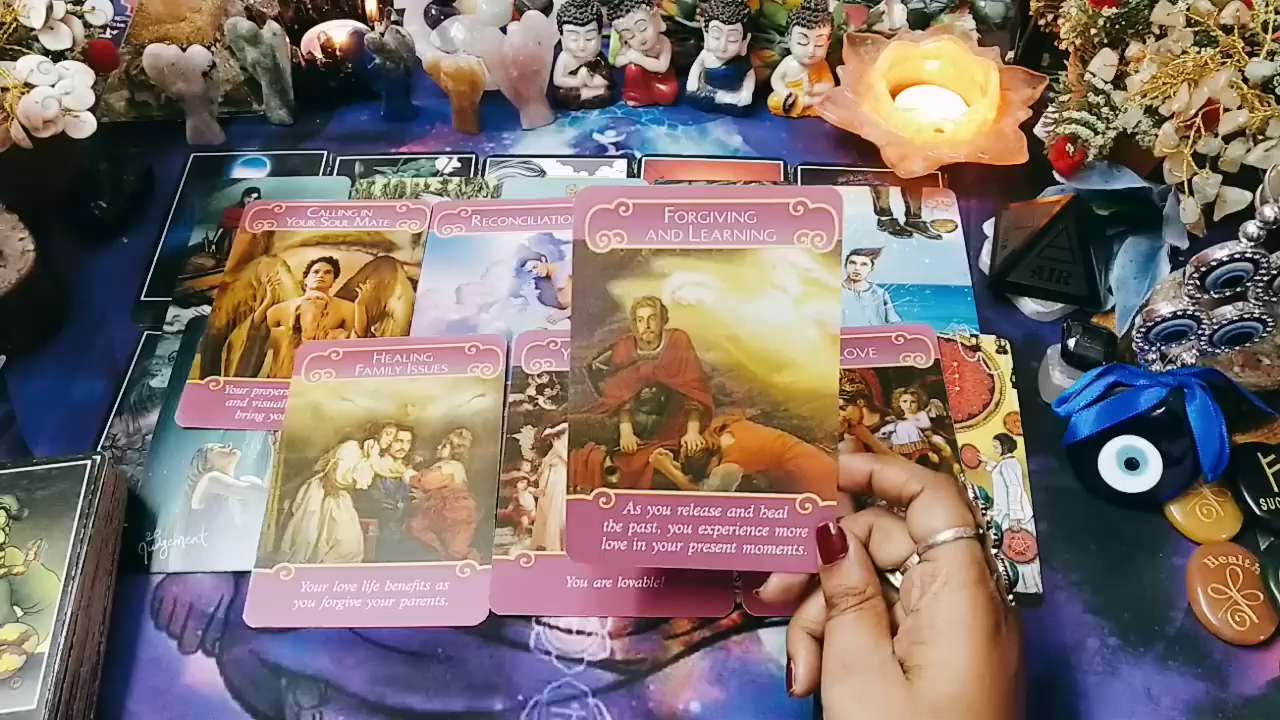 CALLING IN
YOUR SOUL MATE
RECONCILIATION
FORGIVING
AND LEARNING
AIR
HEALING
FAMILY ISSUES
LOVE
Your prayers
and
bring
As you release and heal
the past, you experience more
love in your present moments.
20
Judgement
Your love life benefits as
you forgive your parents.
You are lovable!
Health